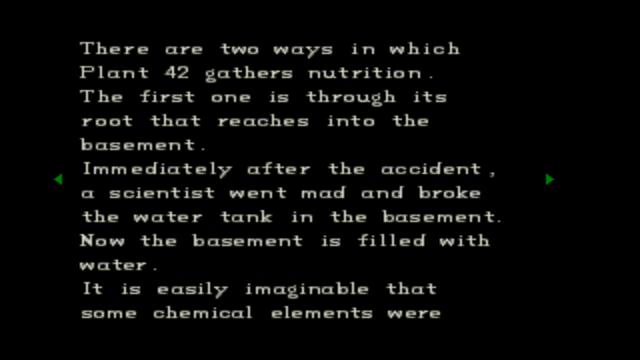 There are two ways in which
Plant 42 gathers nutrition.
The first one is through its
root that reaches into the
basement.
Immediately after the accident,
a scientist went mad and broke
the water tank in the basement.
Now the basement is filled with
water.
It is easily imaginable that
some chemical elements were